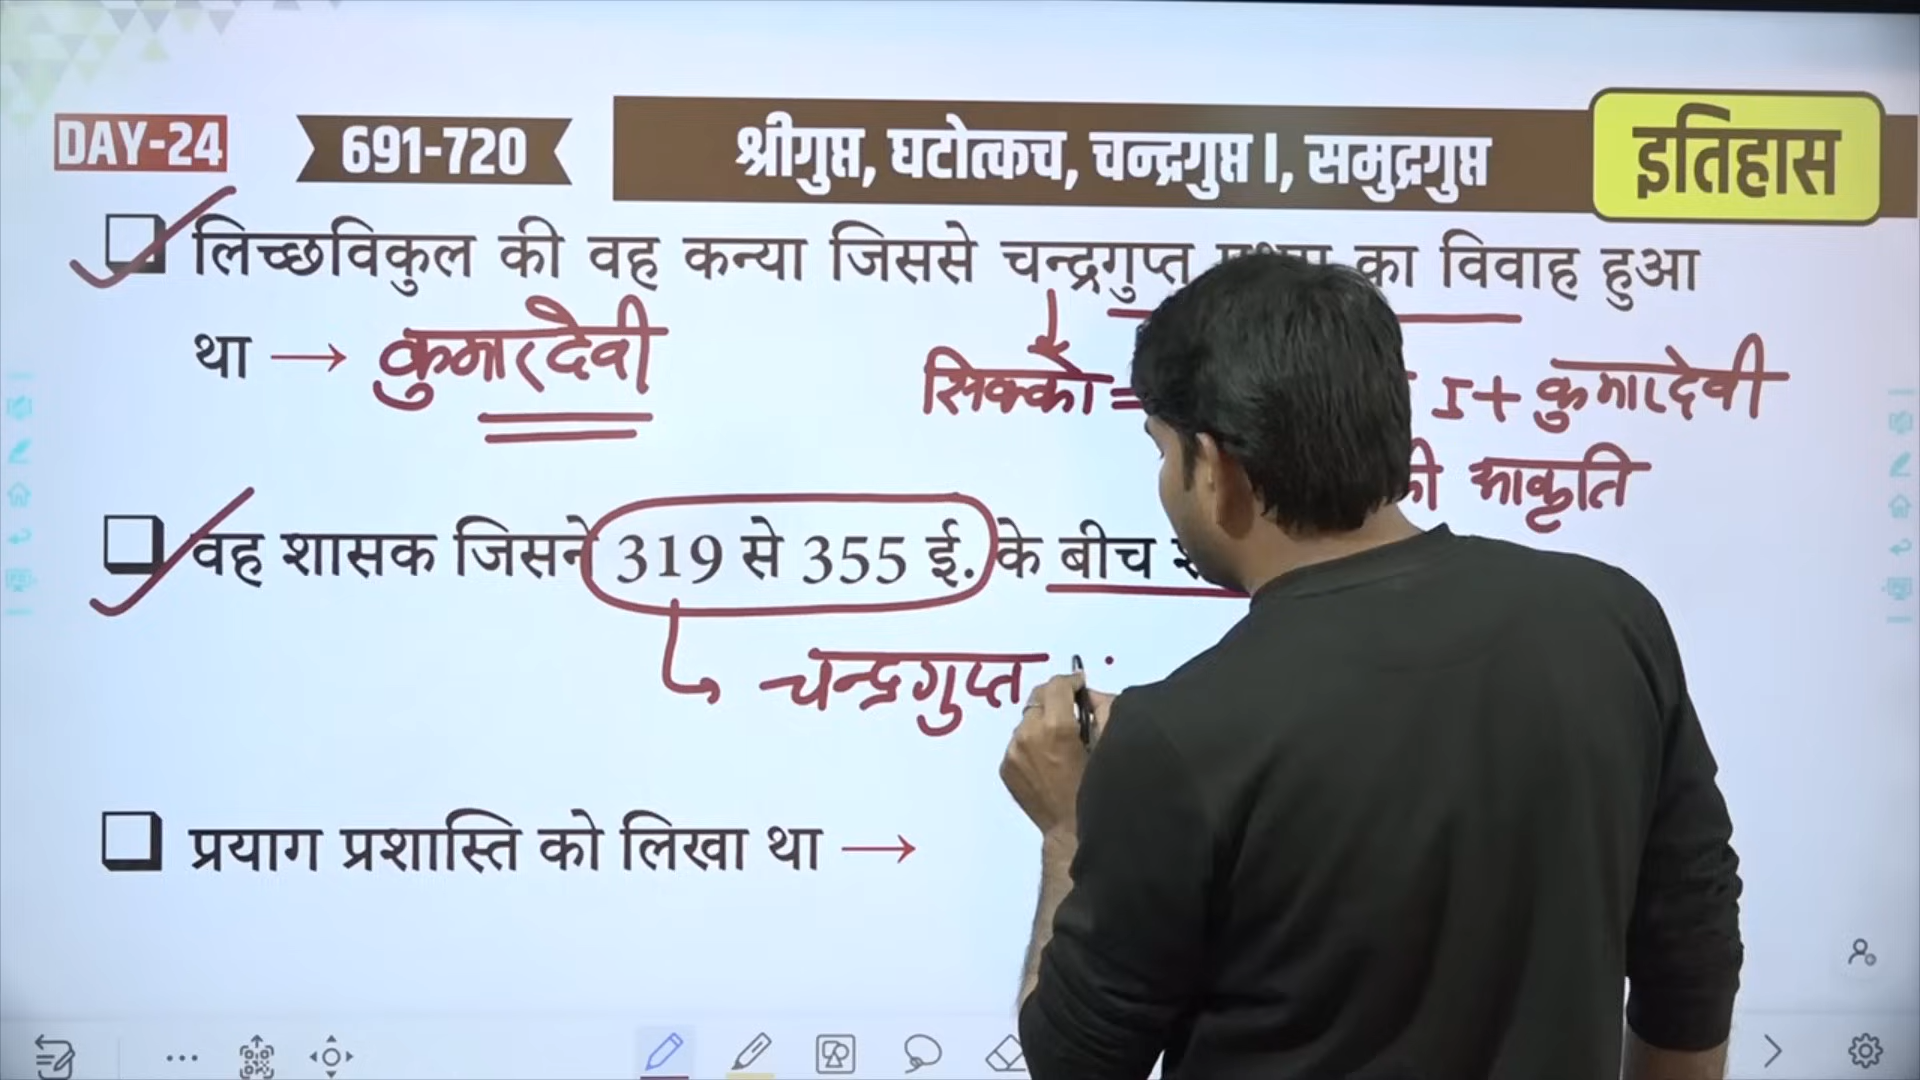 DAY-24 691-720 श्रीगुप्त, घटोत्कच, चन्द्रगुप्त I, समुद्रगुप्त इतिहास
लिच्छविकुल की वह कन्या जिससे चन्द्रगुप्त का विवाह हुआ
था → कुमारदेवी सिक्को = I + कुमारदेवी
की आकृति
वह शासक जिसने 319 से 355 ई. के बीच
चन्द्रगुप्त
प्रयाग प्रशास्ति को लिखा था →